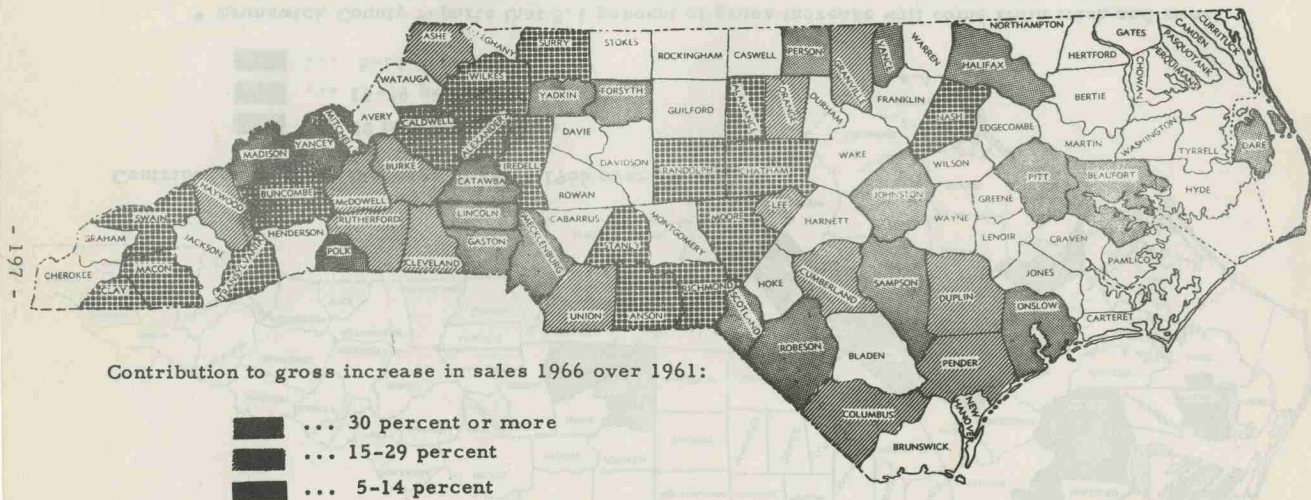 NORTHAMPTON
GATES
CURRITUCK
CAMDEN
PASQUOTANK
PERQUIMANS
CHOWAN
HERTFORD
ASHE
SURRY
STOKES
ROCKINGHAM
CASWELL
PERSON
GRANVILLE
VANCE
WARREN
HALIFAX
WATAUGA
WILKES
YADKIN
FORSYTH
GUILFORD
ALAMANCE
ORANGE
DURHAM
FRANKLIN
NASH
BERTIE
AVERY
MITCHELL
CALDWELL
ALEXANDER
DAVIE
EDGECOMBE
MARTIN
WASHINGTON
TYRRELL
DARE
MADISON
YANCEY
BURKE
IREDELL
DAVIDSON
RANDOLPH
CHATHAM
WAKE
WILSON
PITT
BEAUFORT
HYDE
HAYWOOD
BUNCOMBE
McDOWELL
CATAWBA
ROWAN
JOHNSTON
GREENE
SWAIN
RUTHERFORD
LINCOLN
CABARRUS
MONTGOMERY
MOORE
LEE
HARNETT
WAYNE
LENOIR
CRAVEN
GRAHAM
JACKSON
HENDERSON
TRANSYLVANIA
POLK
CLEVELAND
GASTON
MECKLENBURG
STANLY
PAMLICO
CHEROKEE
MACON
CLAY
UNION
ANSON
RICHMOND
SCOTLAND
HOKE
CUMBERLAND
SAMPSON
DUPLIN
JONES
ONSLOW
CARTERET
ROBESON
BLADEN
PENDER
COLUMBUS
NEW HANOVER
BRUNSWICK
- 197 -
Contribution to gross increase in sales 1966 over 1961:
... 30 percent or more
... 15-29 percent
... 5-14 percent